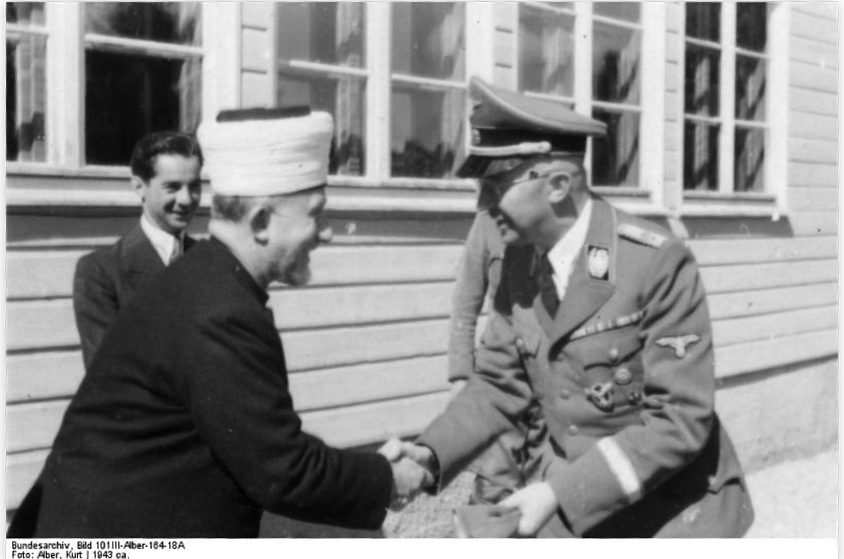 Bundesarchiv, Bild 101III-Alber-164-18A
Foto: Alber, Kurt | 1943 ca.